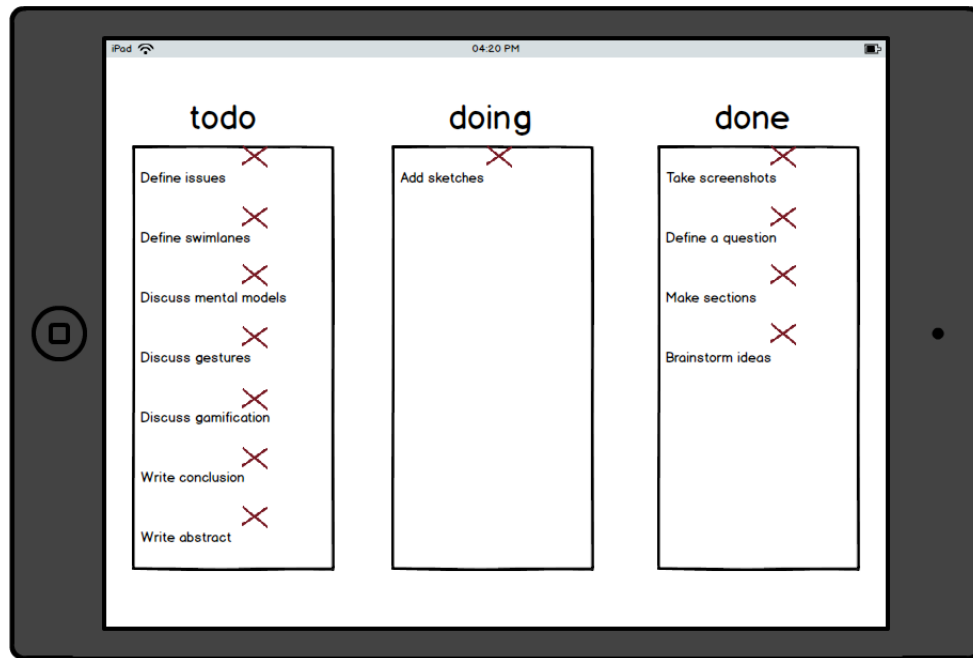 iPad
04:20 PM
todo
Define issues
Define swimlanes
Discuss mental models
Discuss gestures
Discuss gamification
Write conclusion
Write abstract
doing
Add sketches
done
Take screenshots
Define a question
Make sections
Brainstorm ideas